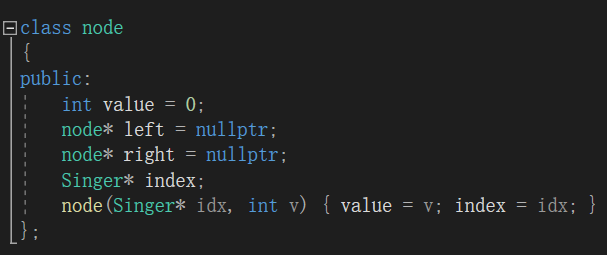 class node
{
public:
int value = 0;
node* left = nullptr;
node* right = nullptr;
Singer* index;
node(Singer* idx, int v) { value = v; index = idx; }
};